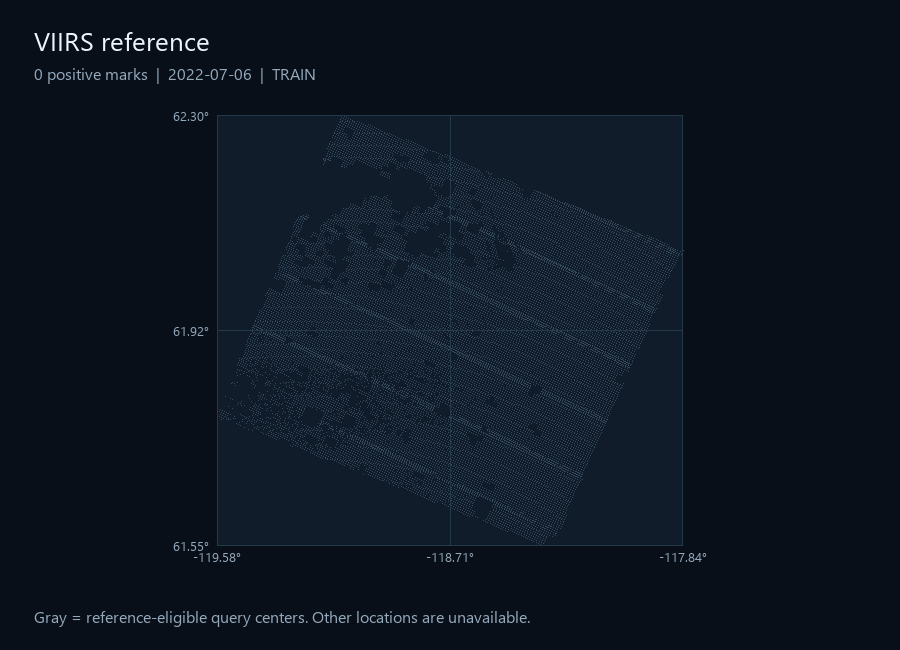 VIIRS reference
0 positive marks | 2022-07-06 | TRAIN
62.30°
61.92°
61.55°
-119.58°
-118.71°
-117.84°
Gray = reference-eligible query centers. Other locations are unavailable.